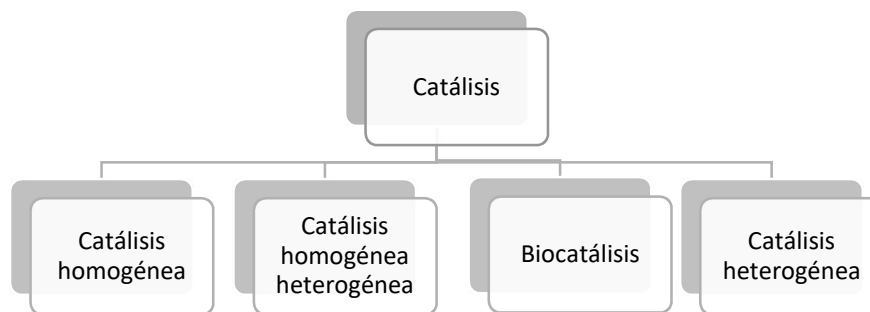 Catálisis
Catálisis
homogénea
Catálisis
homogénea
heterogénea
Biocatálisis
Catálisis
heterogénea